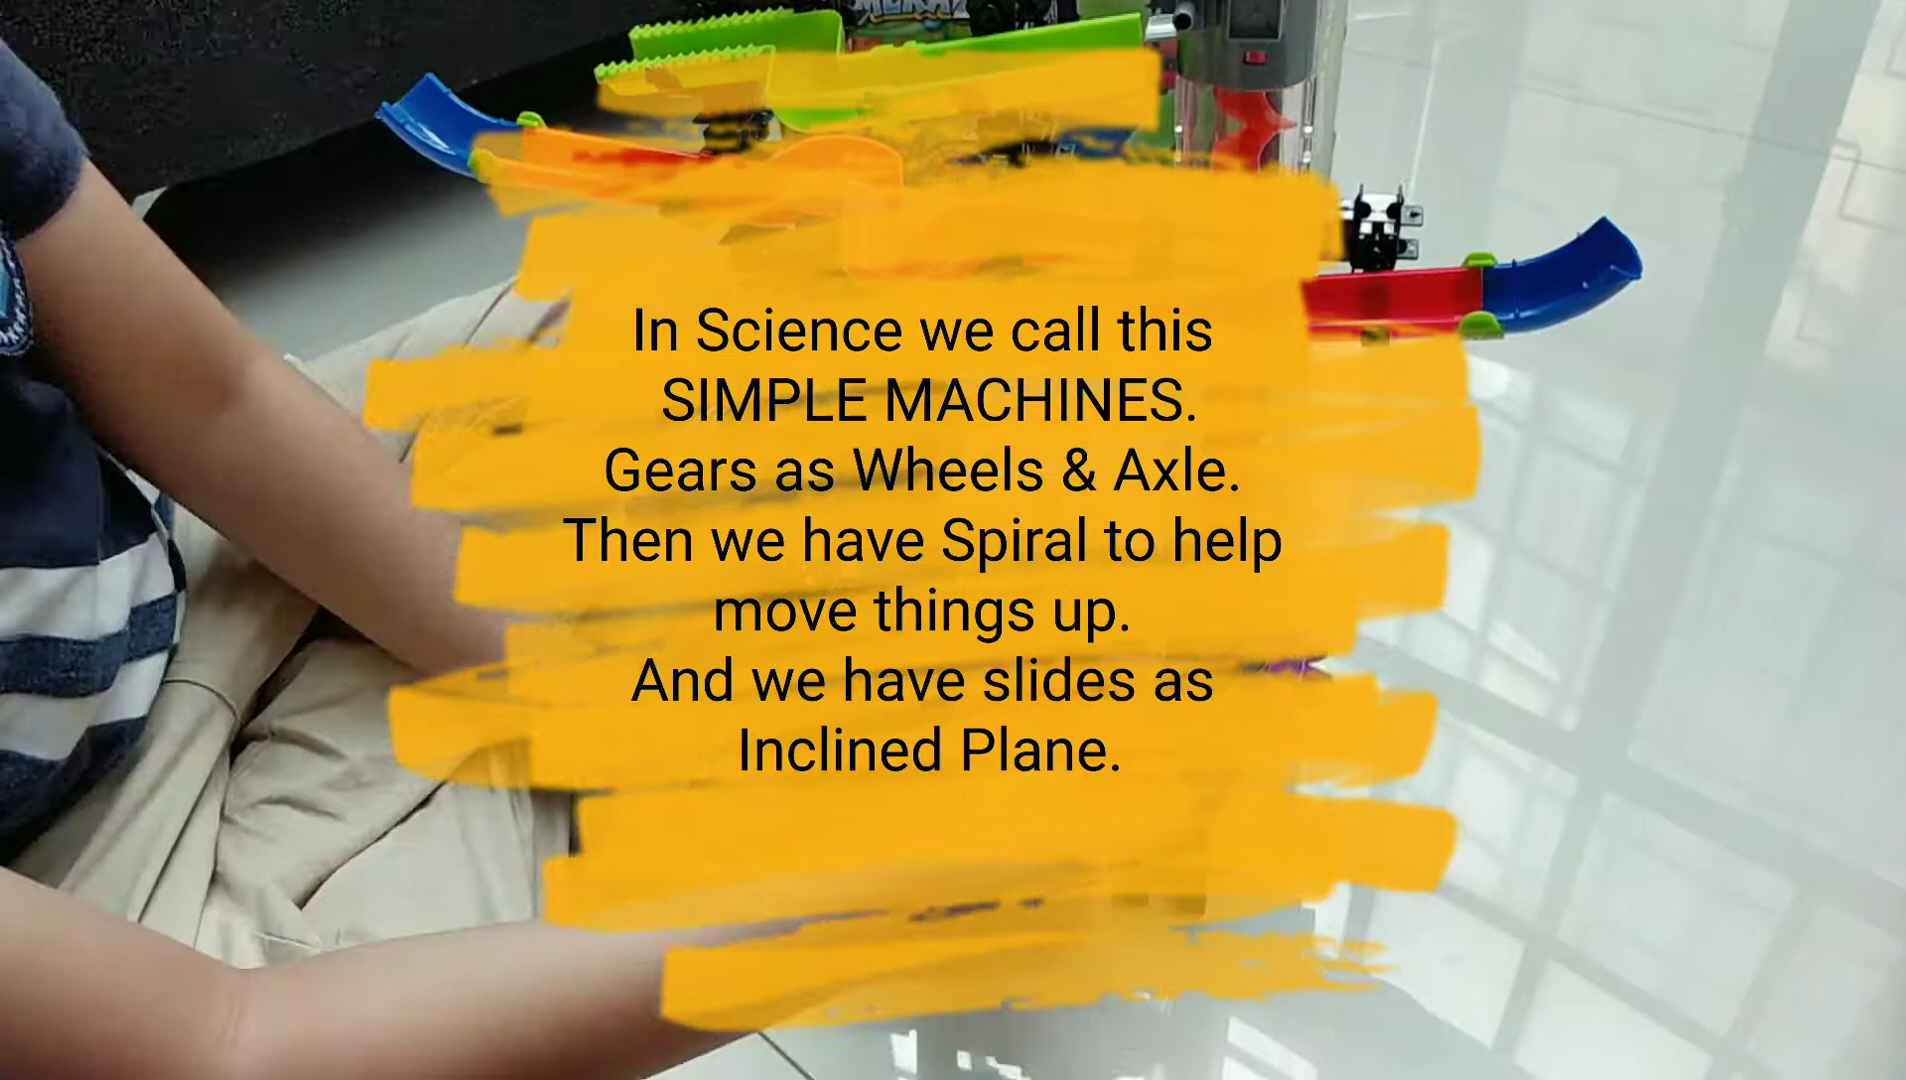 In Science we call this
SIMPLE MACHINES.
Gears as Wheels & Axle.
Then we have Spiral to help
move things up.
And we have slides as
Inclined Plane.